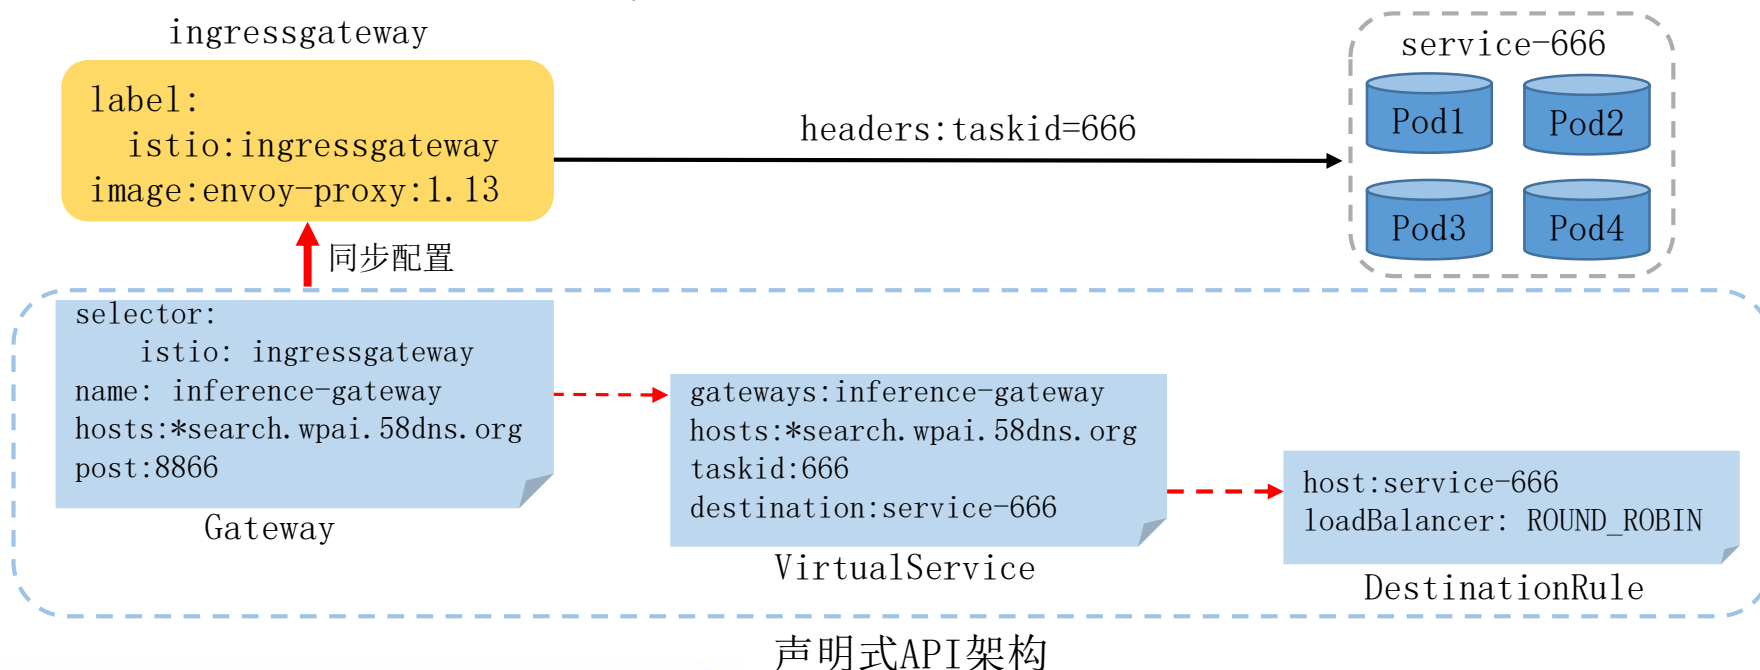 ingressgateway
label:
istio:ingressgateway
image:envoy-proxy:1.13
headers:taskid=666
service-666
Pod1
Pod2
Pod3
Pod4
同步配置
selector:
istio: ingressgateway
name: inference-gateway
hosts:*search.wpai.58dns.org
post:8866
Gateway
gateways:inference-gateway
hosts:*search.wpai.58dns.org
taskid:666
destination:service-666
VirtualService
host:service-666
loadBalancer: ROUND_ROBIN
DestinationRule
声明式API架构